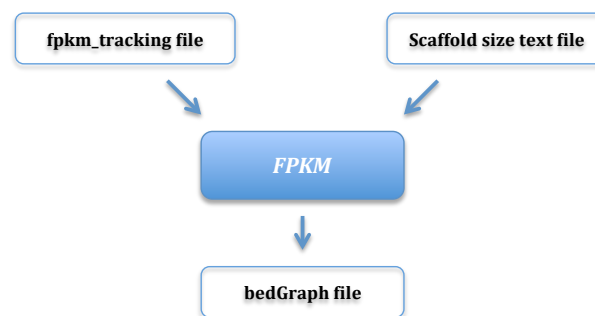 fpkm_tracking file
Scaffold size text file
FPKM
bedGraph file